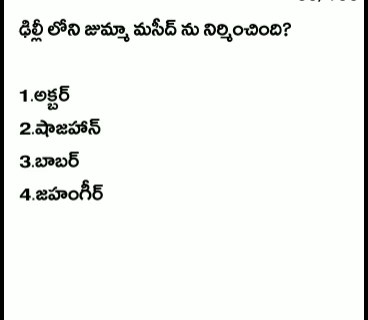 ఢిల్లీ లోని జుమ్మా మసీద్ ను నిర్మించింది?
1.అక్బర్
2.షాజహాన్
3.బాబర్
4.జహంగీర్